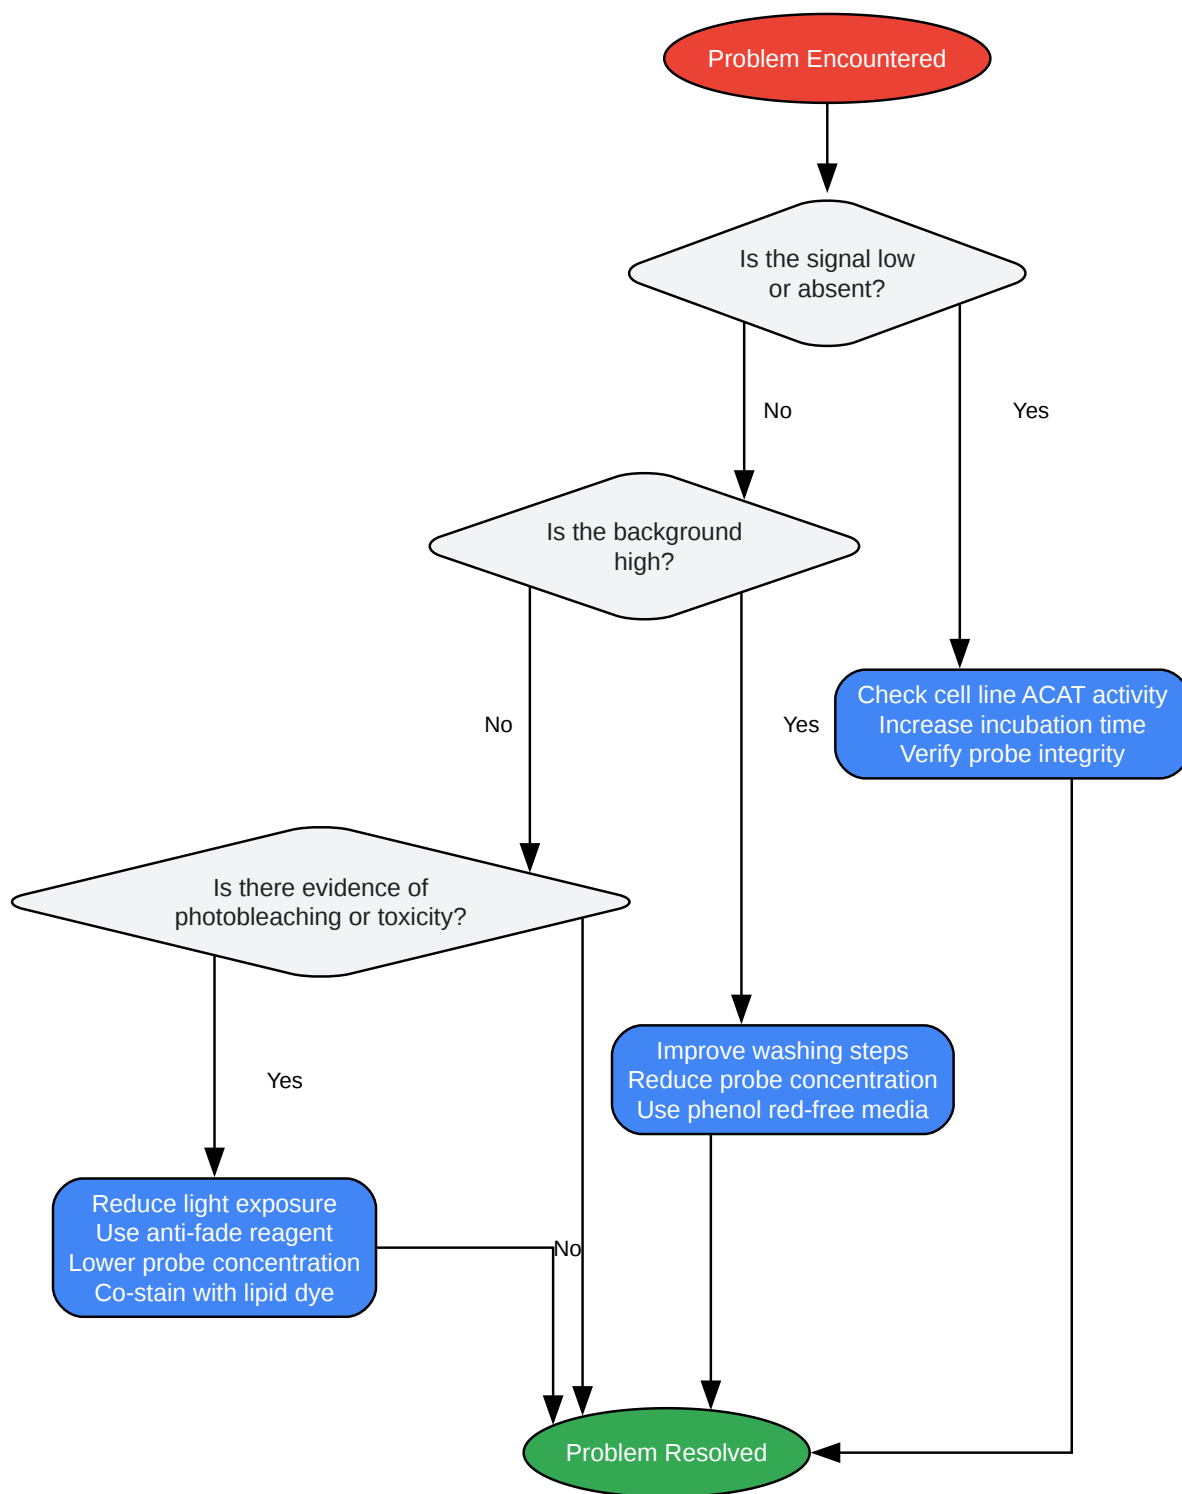 Problem Encountered
Is the signal low
or absent?
No
Yes
Is the background
high?
No
Yes
Check cell line ACAT activity
Increase incubation time
Verify probe integrity
Is there evidence of
photobleaching or toxicity?
Improve washing steps
Reduce probe concentration
Use phenol red-free media
Yes
Reduce light exposure
Use anti-fade reagent
Lower probe concentration
Co-stain with lipid dye
No
Problem Resolved